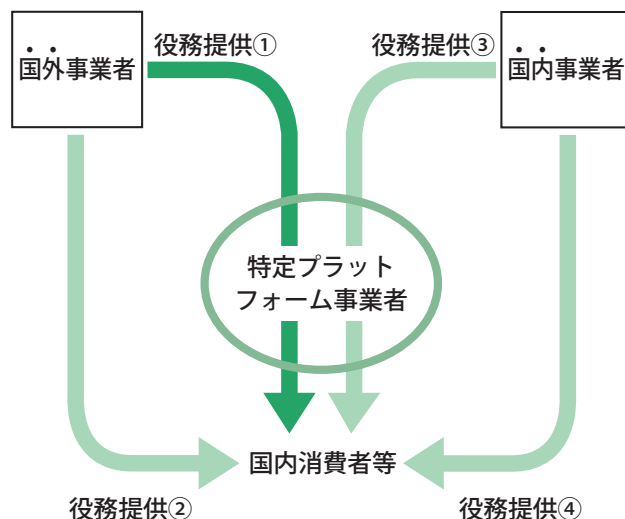 役務提供①
役務提供③
国外事業者
国内事業者
特定プラット
フォーム事業者
国内消費者等
役務提供②
役務提供④